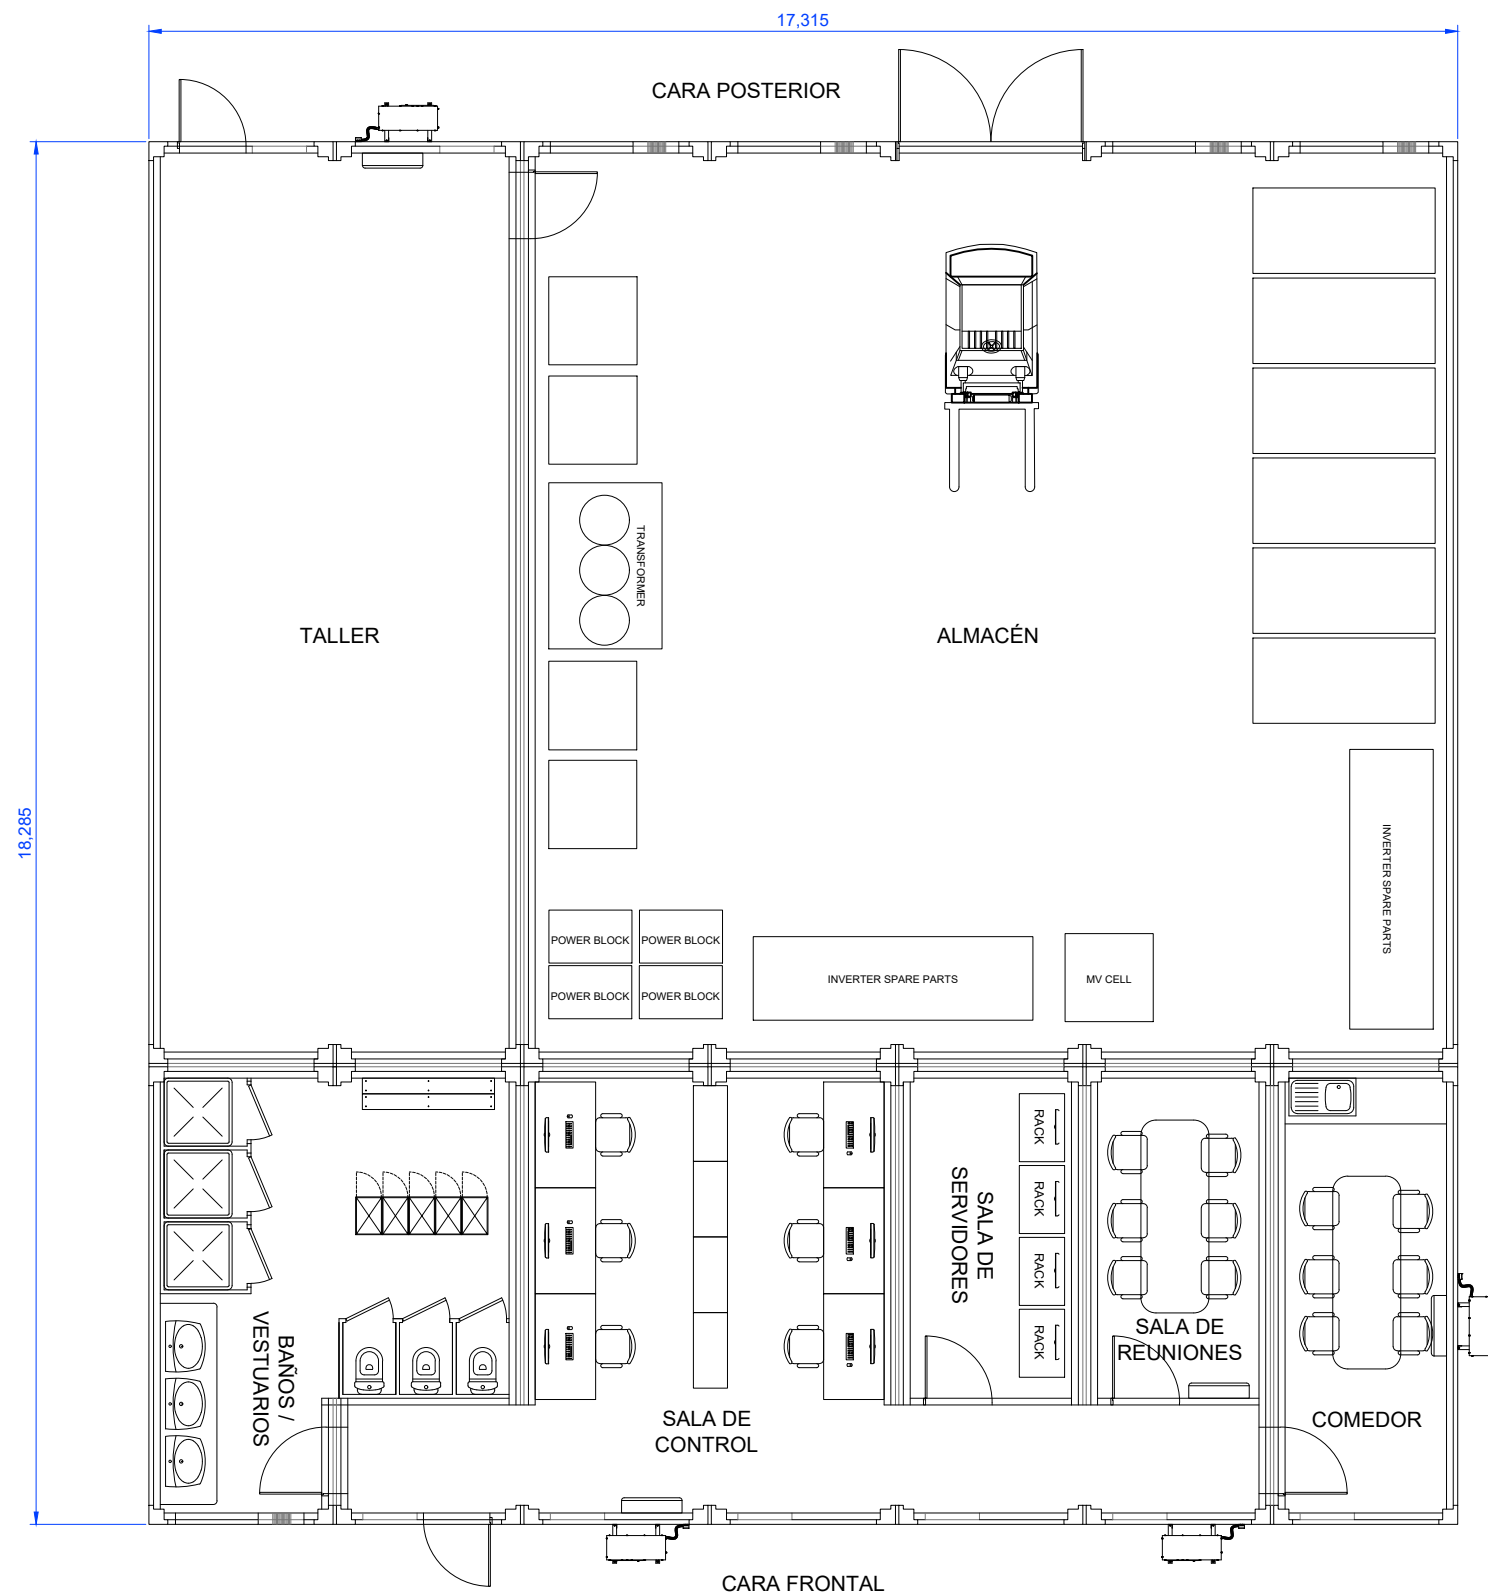 17,315
CARA POSTERIOR
18,285
TRANSFORMER
TALLER
ALMACÉN
INVERTER SPARE PARTS
POWER BLOCK
POWER BLOCK
POWER BLOCK
POWER BLOCK
INVERTER SPARE PARTS
MV CELL
RACK
RACK
RACK
RACK
SALA DE
SERVIDORES
SALA DE
REUNIONES
BAÑOS /
VESTUARIOS
SALA DE
CONTROL
COMEDOR
CARA FRONTAL